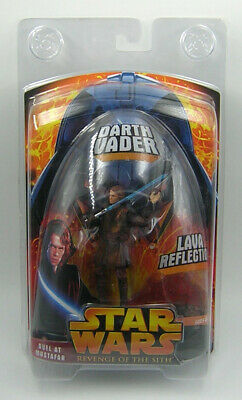 DARTH
VADER
LAVA
REFLECTIO
DUEL AT
MUSTAFAR
STAR
WARS
REVENGE OF THE SITH